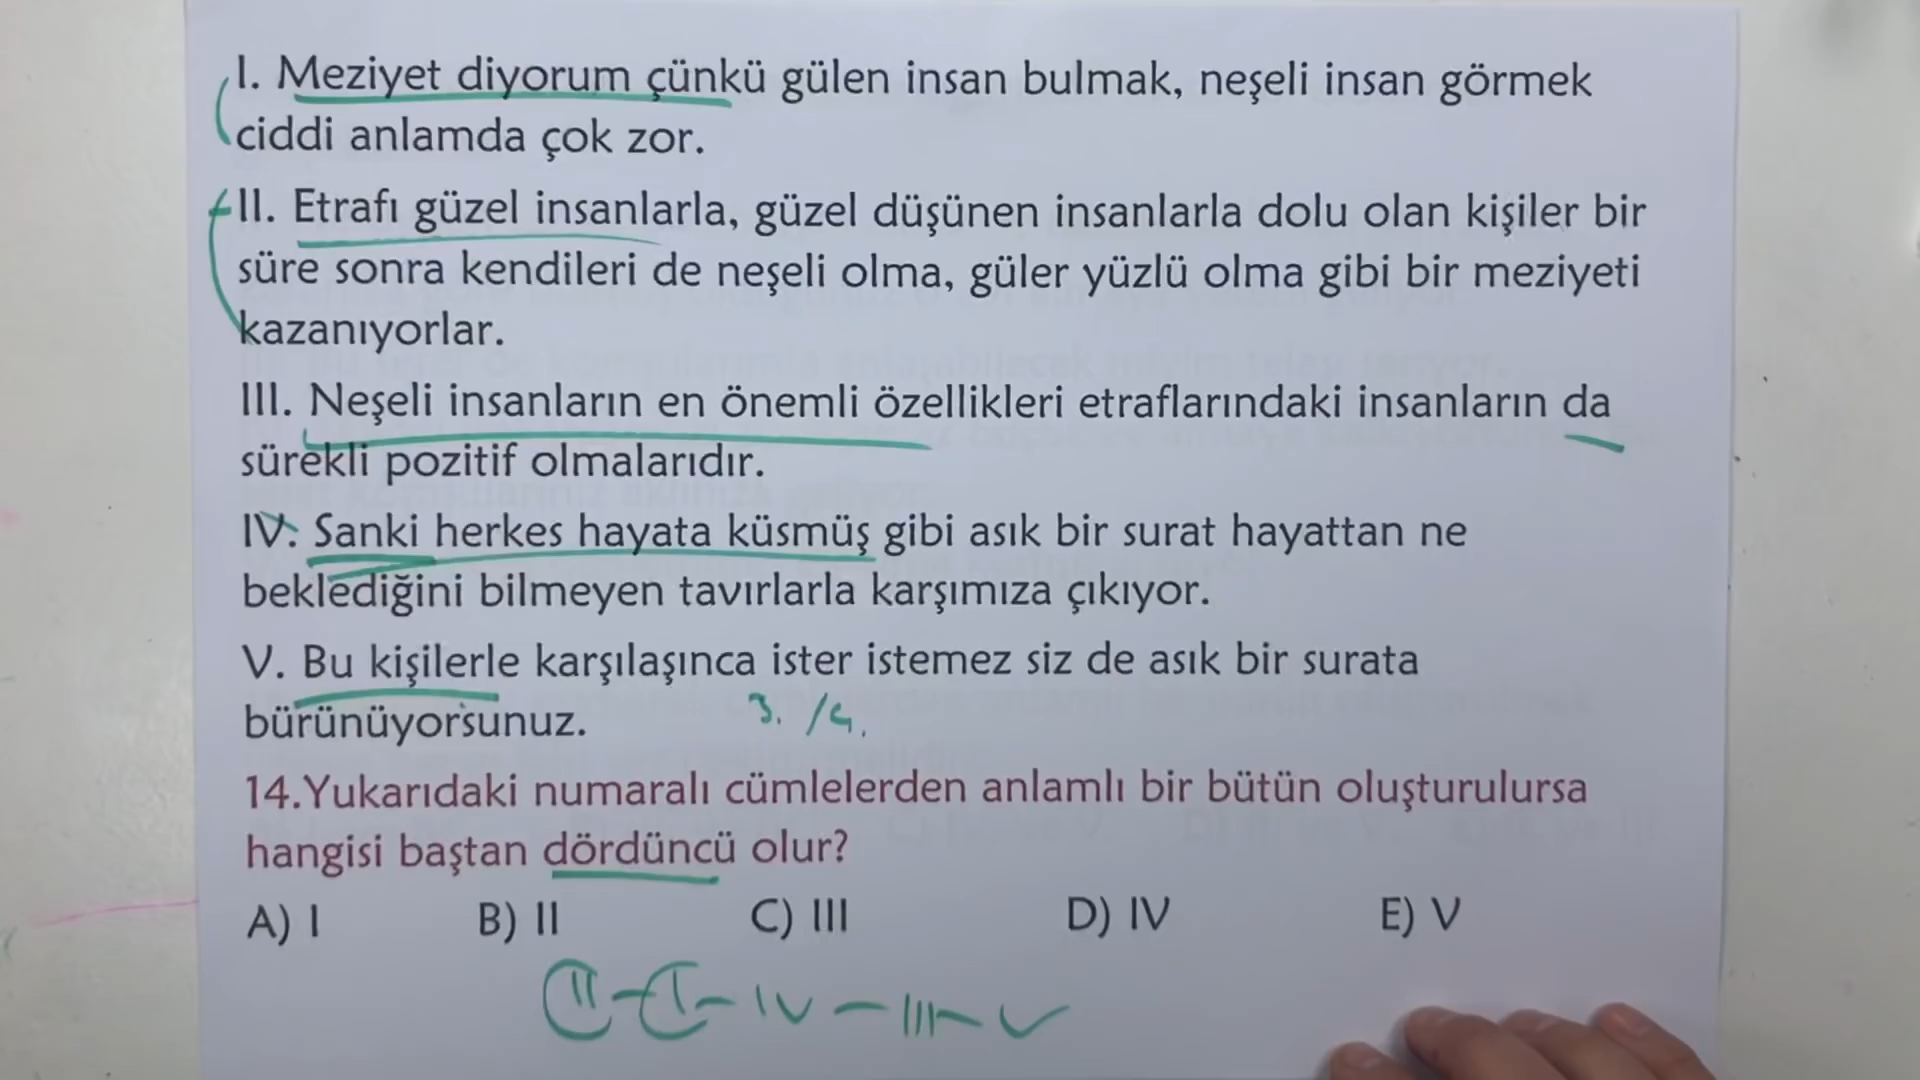 I. Meziyet diyorum çünkü gülen insan bulmak, neşeli insan görmek
ciddi anlamda çok zor.
II. Etrafı güzel insanlarla, güzel düşünen insanlarla dolu olan kişiler bir
süre sonra kendileri de neşeli olma, güler yüzlü olma gibi bir meziyeti
kazanıyorlar.
III. Neşeli insanların en önemli özellikleri etraflarındaki insanların da
sürekli pozitif olmalarıdır.
IV. Sanki herkes hayata küsmüş gibi asık bir surat hayattan ne
beklediğini bilmeyen tavırlarla karşımıza çıkıyor.
V. Bu kişilerle karşılaşınca ister istemez siz de asık bir surata
bürünüyorsunuz.
3. /4.
14.Yukarıdaki numaralı cümlelerden anlamlı bir bütün oluşturulursa
hangisi baştan dördüncü olur?
A) I B) II C) III D) IV E) V
II - I - IV - III - V